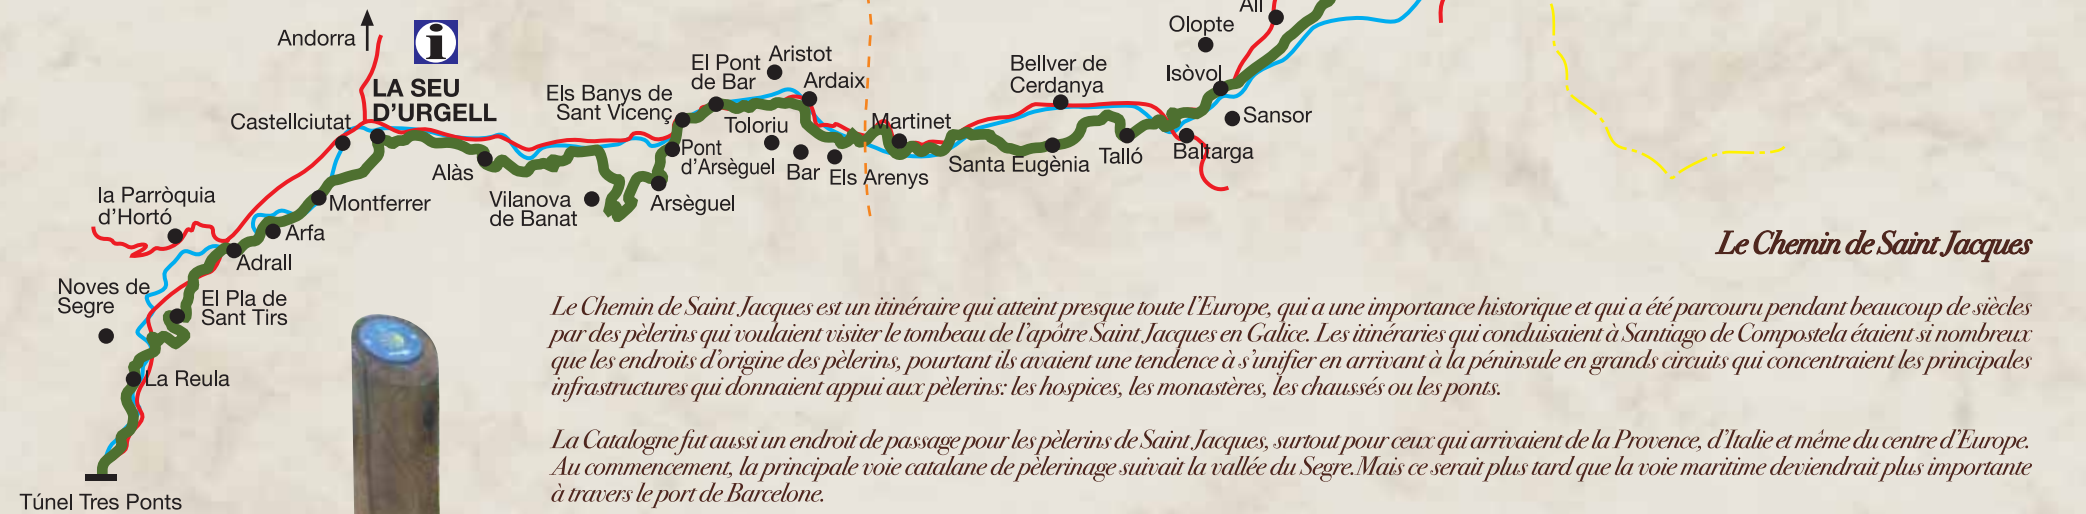 All
Olopte
Andorra
El Pont
de Bar
Aristot
Bellver de
Cerdanya
Isòvol
Ardaix
LA SEU
D'URGELL
Els Banys de
Sant Vicenç
Castellciutat
Toloriu
Martinet
Sansor
Pont
d'Arsèguel
Alàs
Bar
Els Arenys
Santa Eugènia
Talló
Baltarga
la Parròquia
d'Hortó
Montferrer
Vilanova
de Banat
Arsèguel
Arfa
Adrall
Noves de
Segre
El Pla de
Sant Tirs
La Reula
Túnel Tres Ponts
Le Chemin de Saint Jacques
Le Chemin de Saint Jacques est un itinéraire qui atteint presque toute l'Europe, qui a une importance historique et qui a été parcouru pendant beaucoup de siècles
par des pèlerins qui voulaient visiter le tombeau de l'apôtre Saint Jacques en Galice. Les itinéraries qui conduisaient à Santiago de Compostela étaient si nombreux
que les endroits d'origine des pèlerins, pourtant ils avaient une tendence à s'unifier en arrivant à la péninsule en grands circuits qui concentraient les principales
infrastructures qui donnaient appui aux pèlerins: les hospices, les monastères, les chaussés ou les ponts.
La Catalogne fut aussi un endroit de passage pour les pèlerins de Saint Jacques, surtout pour ceux qui arrivaient de la Provence, d'Italie et même du centre d'Europe.
Au commencement, la principale voie catalane de pèlerinage suivait la vallée du Segre.Mais ce serait plus tard que la voie maritime deviendrait plus importante
à travers le port de Barcelone.